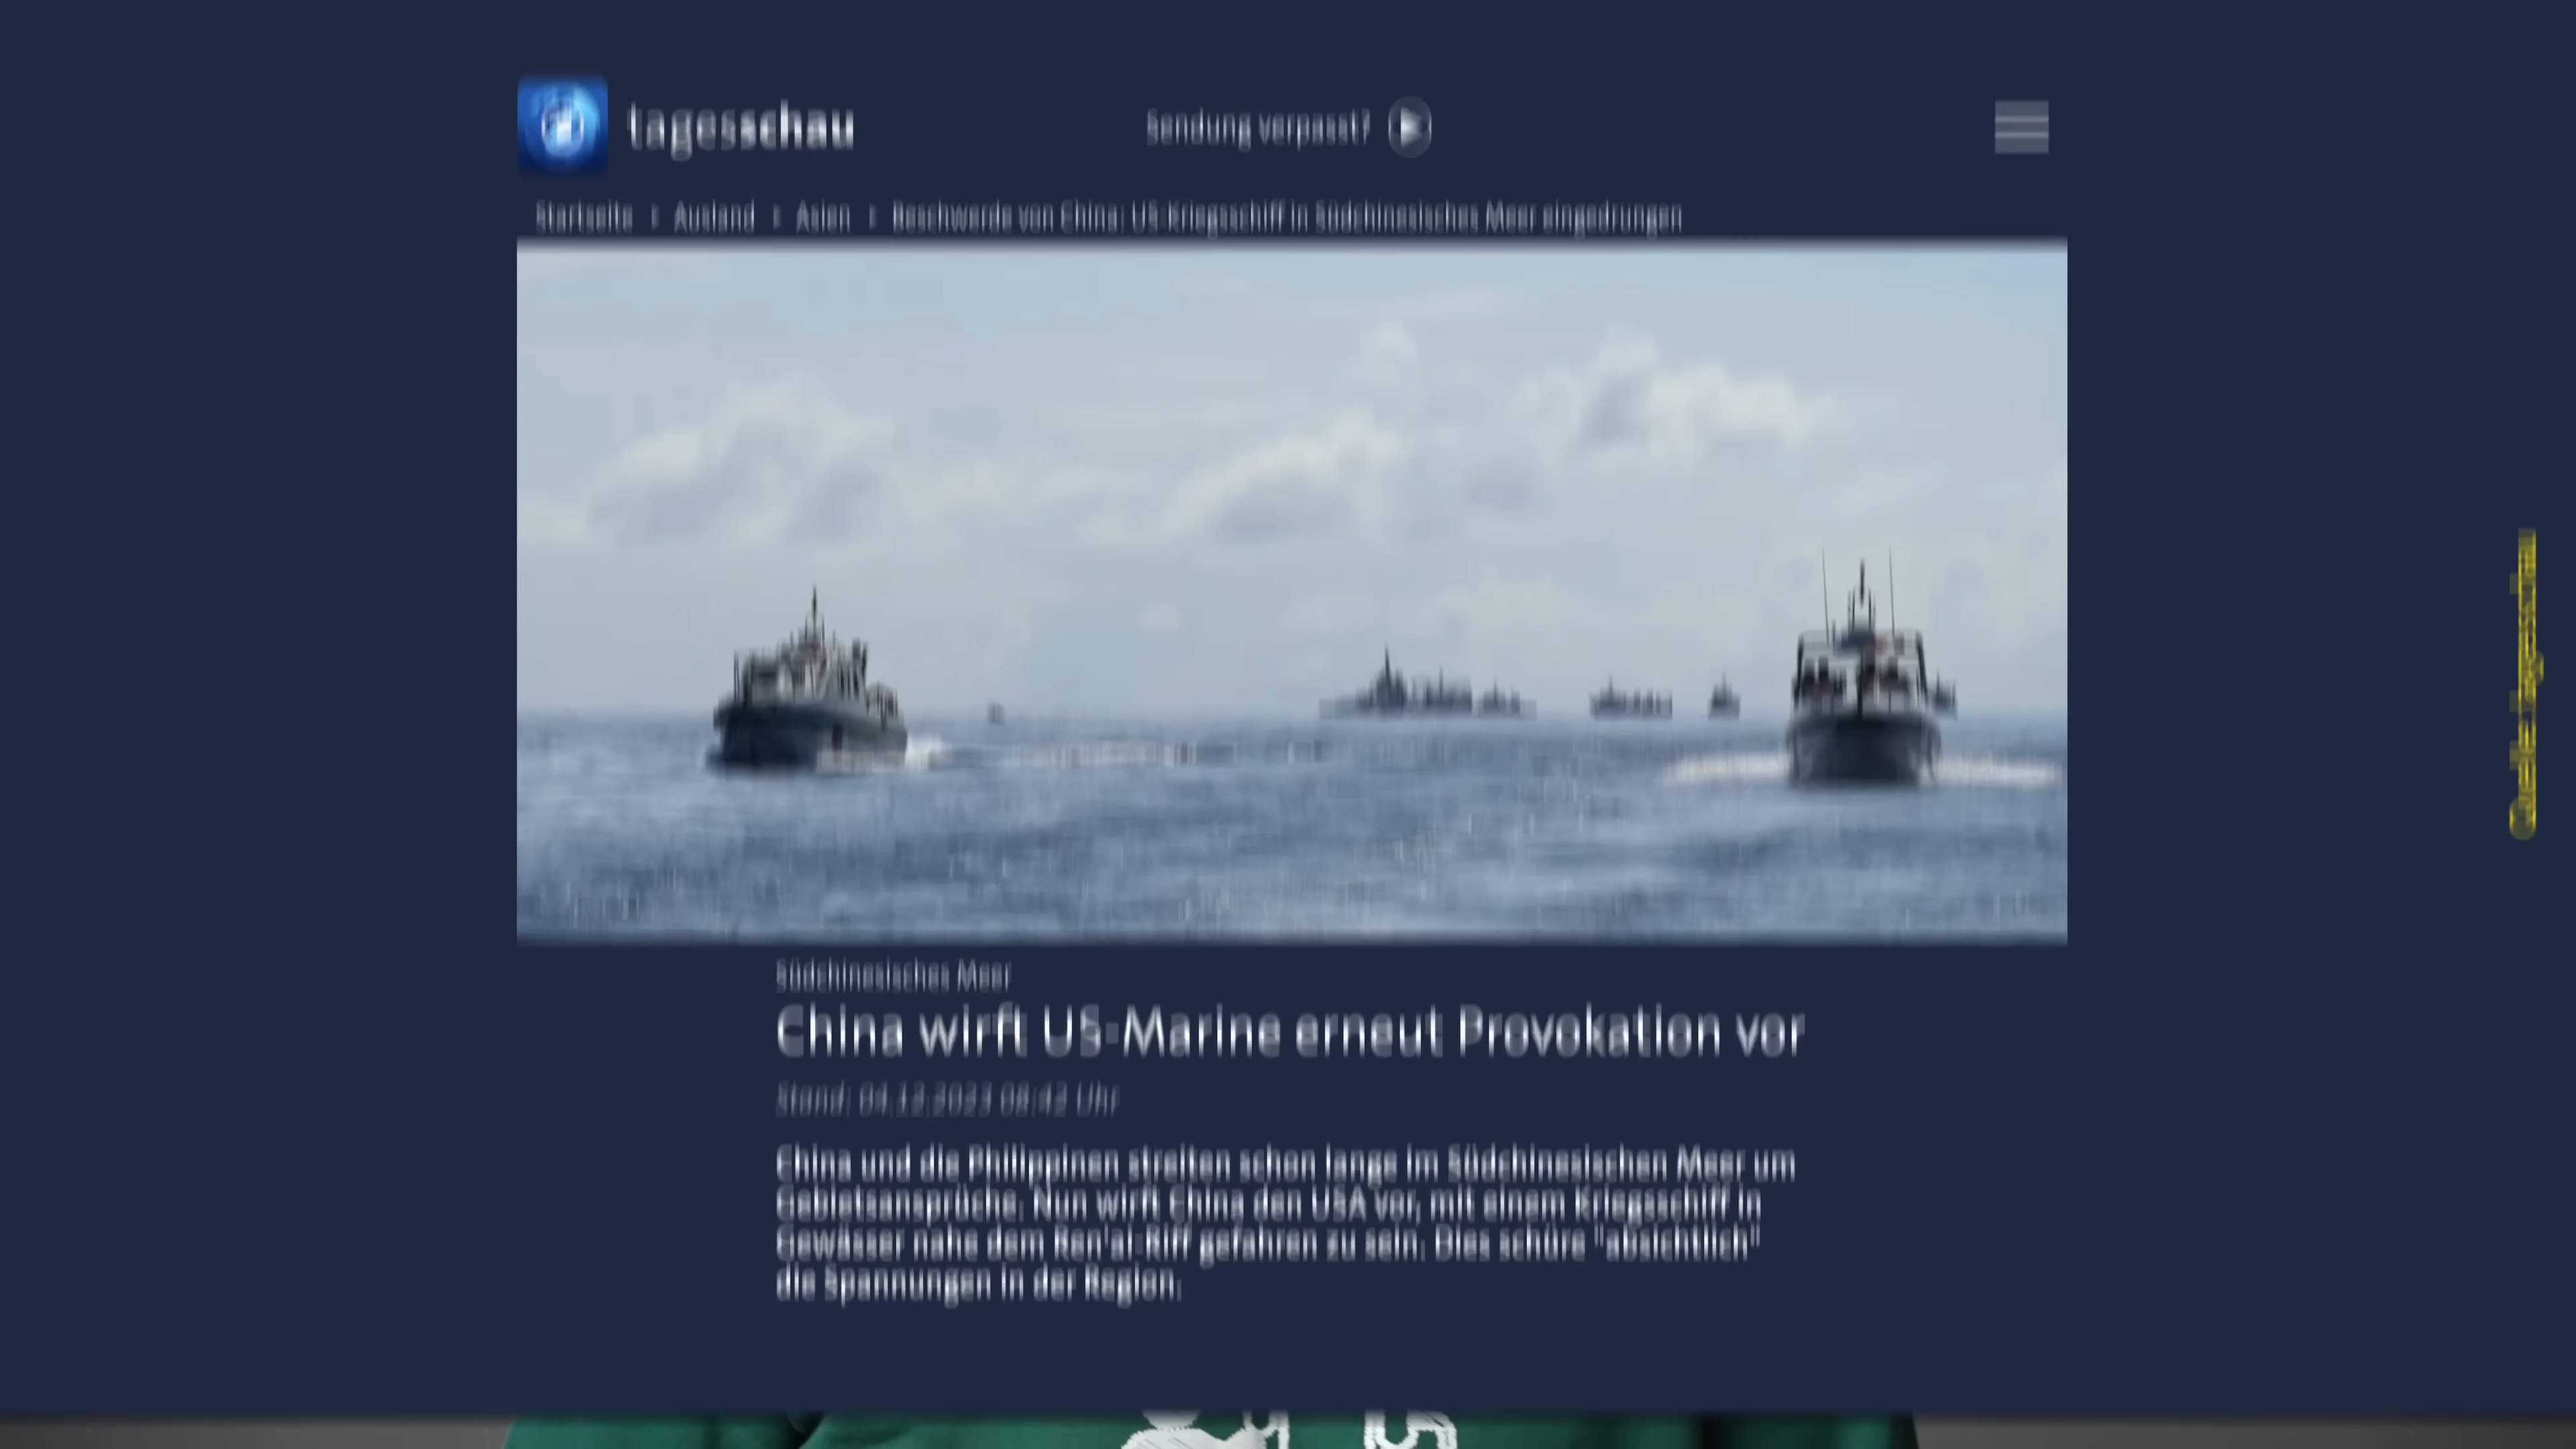 tagesschau
Sendung verpasst?
Startseite Ausland Asien Beschwerde von China: US-Kriegsschiff in Südchinesisches Meer eingedrungen
Südchinesisches Meer
China wirft US-Marine erneut Provokation vor
Stand: 04.12.2023 08:42 Uhr
China und die Philippinen streiten schon lange im Südchinesischen Meer um
Gebietsansprüche. Nun wirft China den USA vor, mit einem Kriegsschiff in
Gewässer nahe dem Ren'ai-Riff gefahren zu sein. Dies schüre "absichtlich"
die Spannungen in der Region.
Quelle: tagesschau